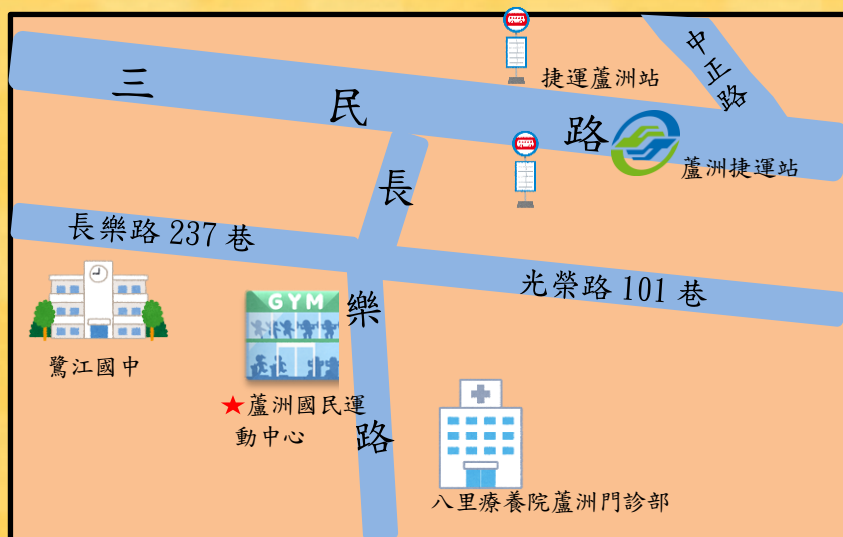 三民路
中正路
捷運蘆洲站
蘆洲捷運站
長樂路
長樂路 237 巷
光榮路 101 巷
GYM
鷺江國中
★蘆洲國民運
動中心
八里療養院蘆洲門診部